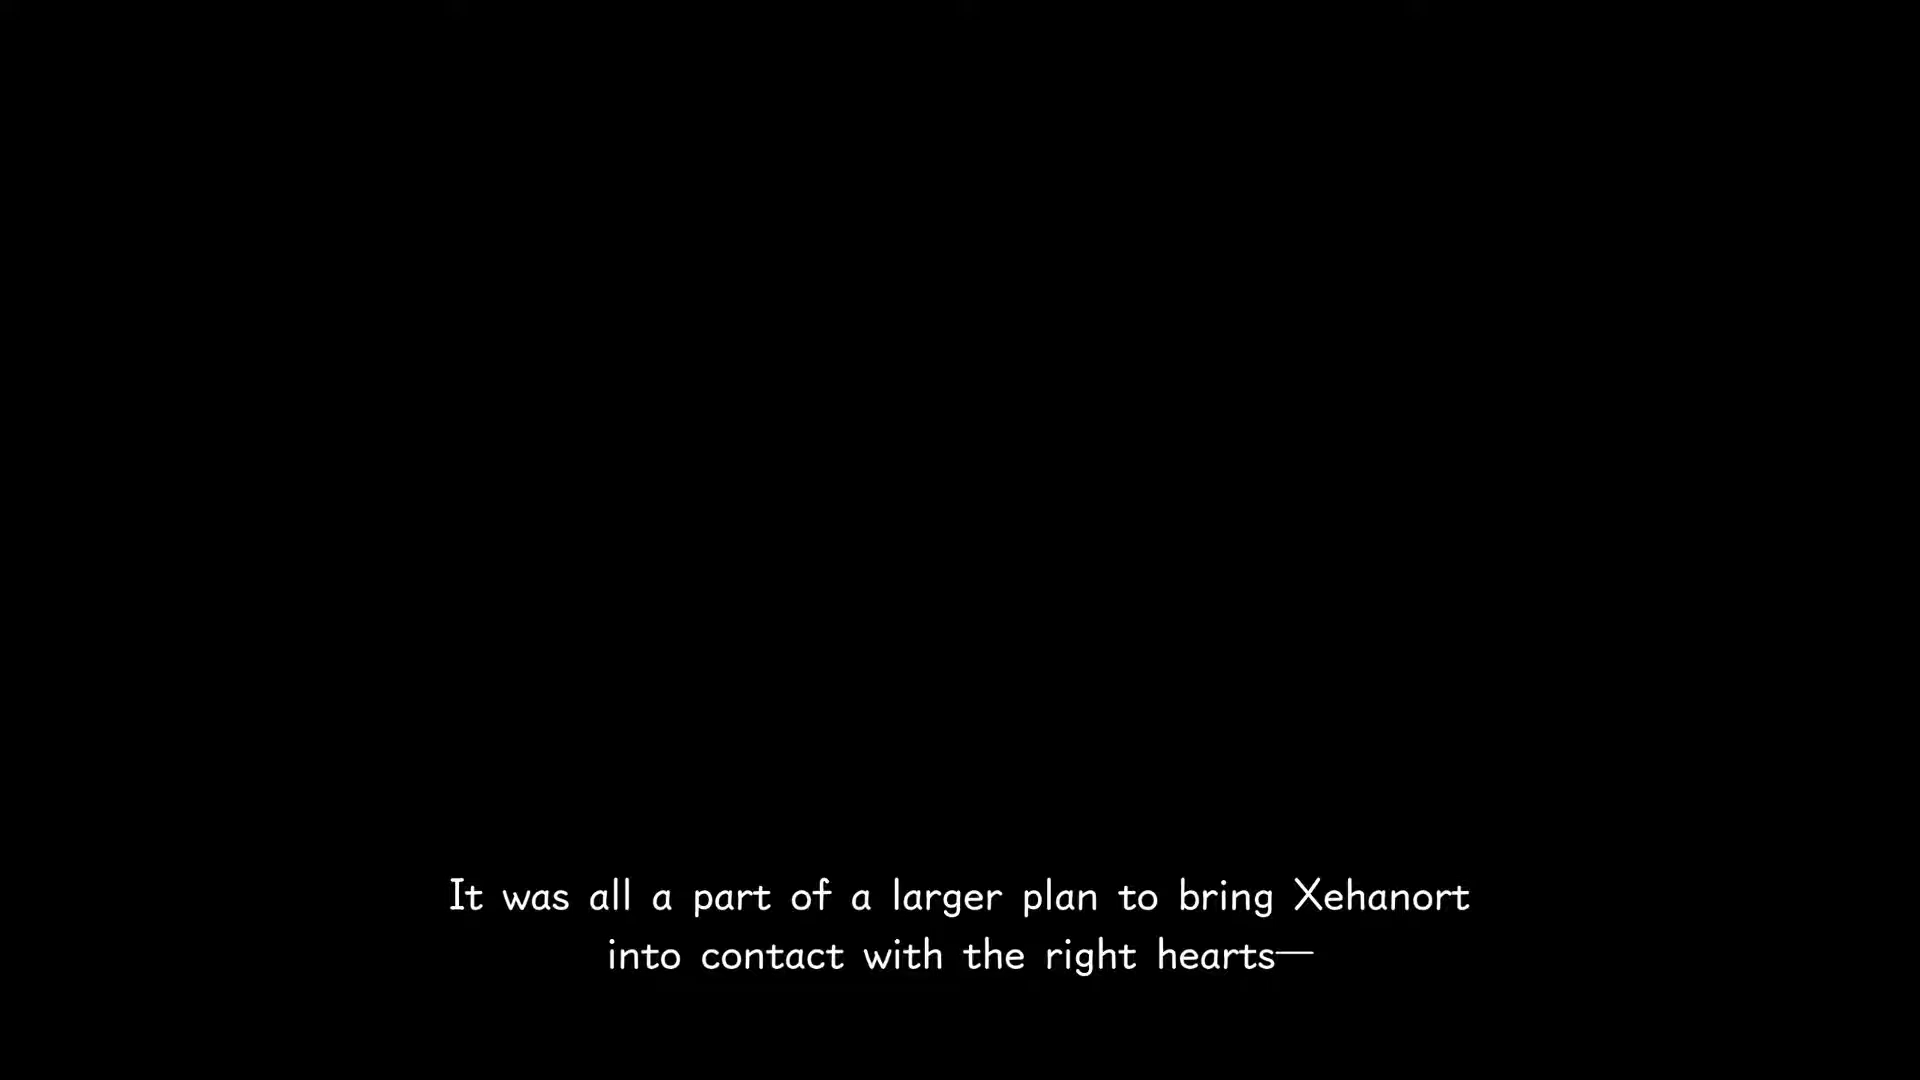 It was all a part of a larger plan to bring Xehanort
into contact with the right hearts—